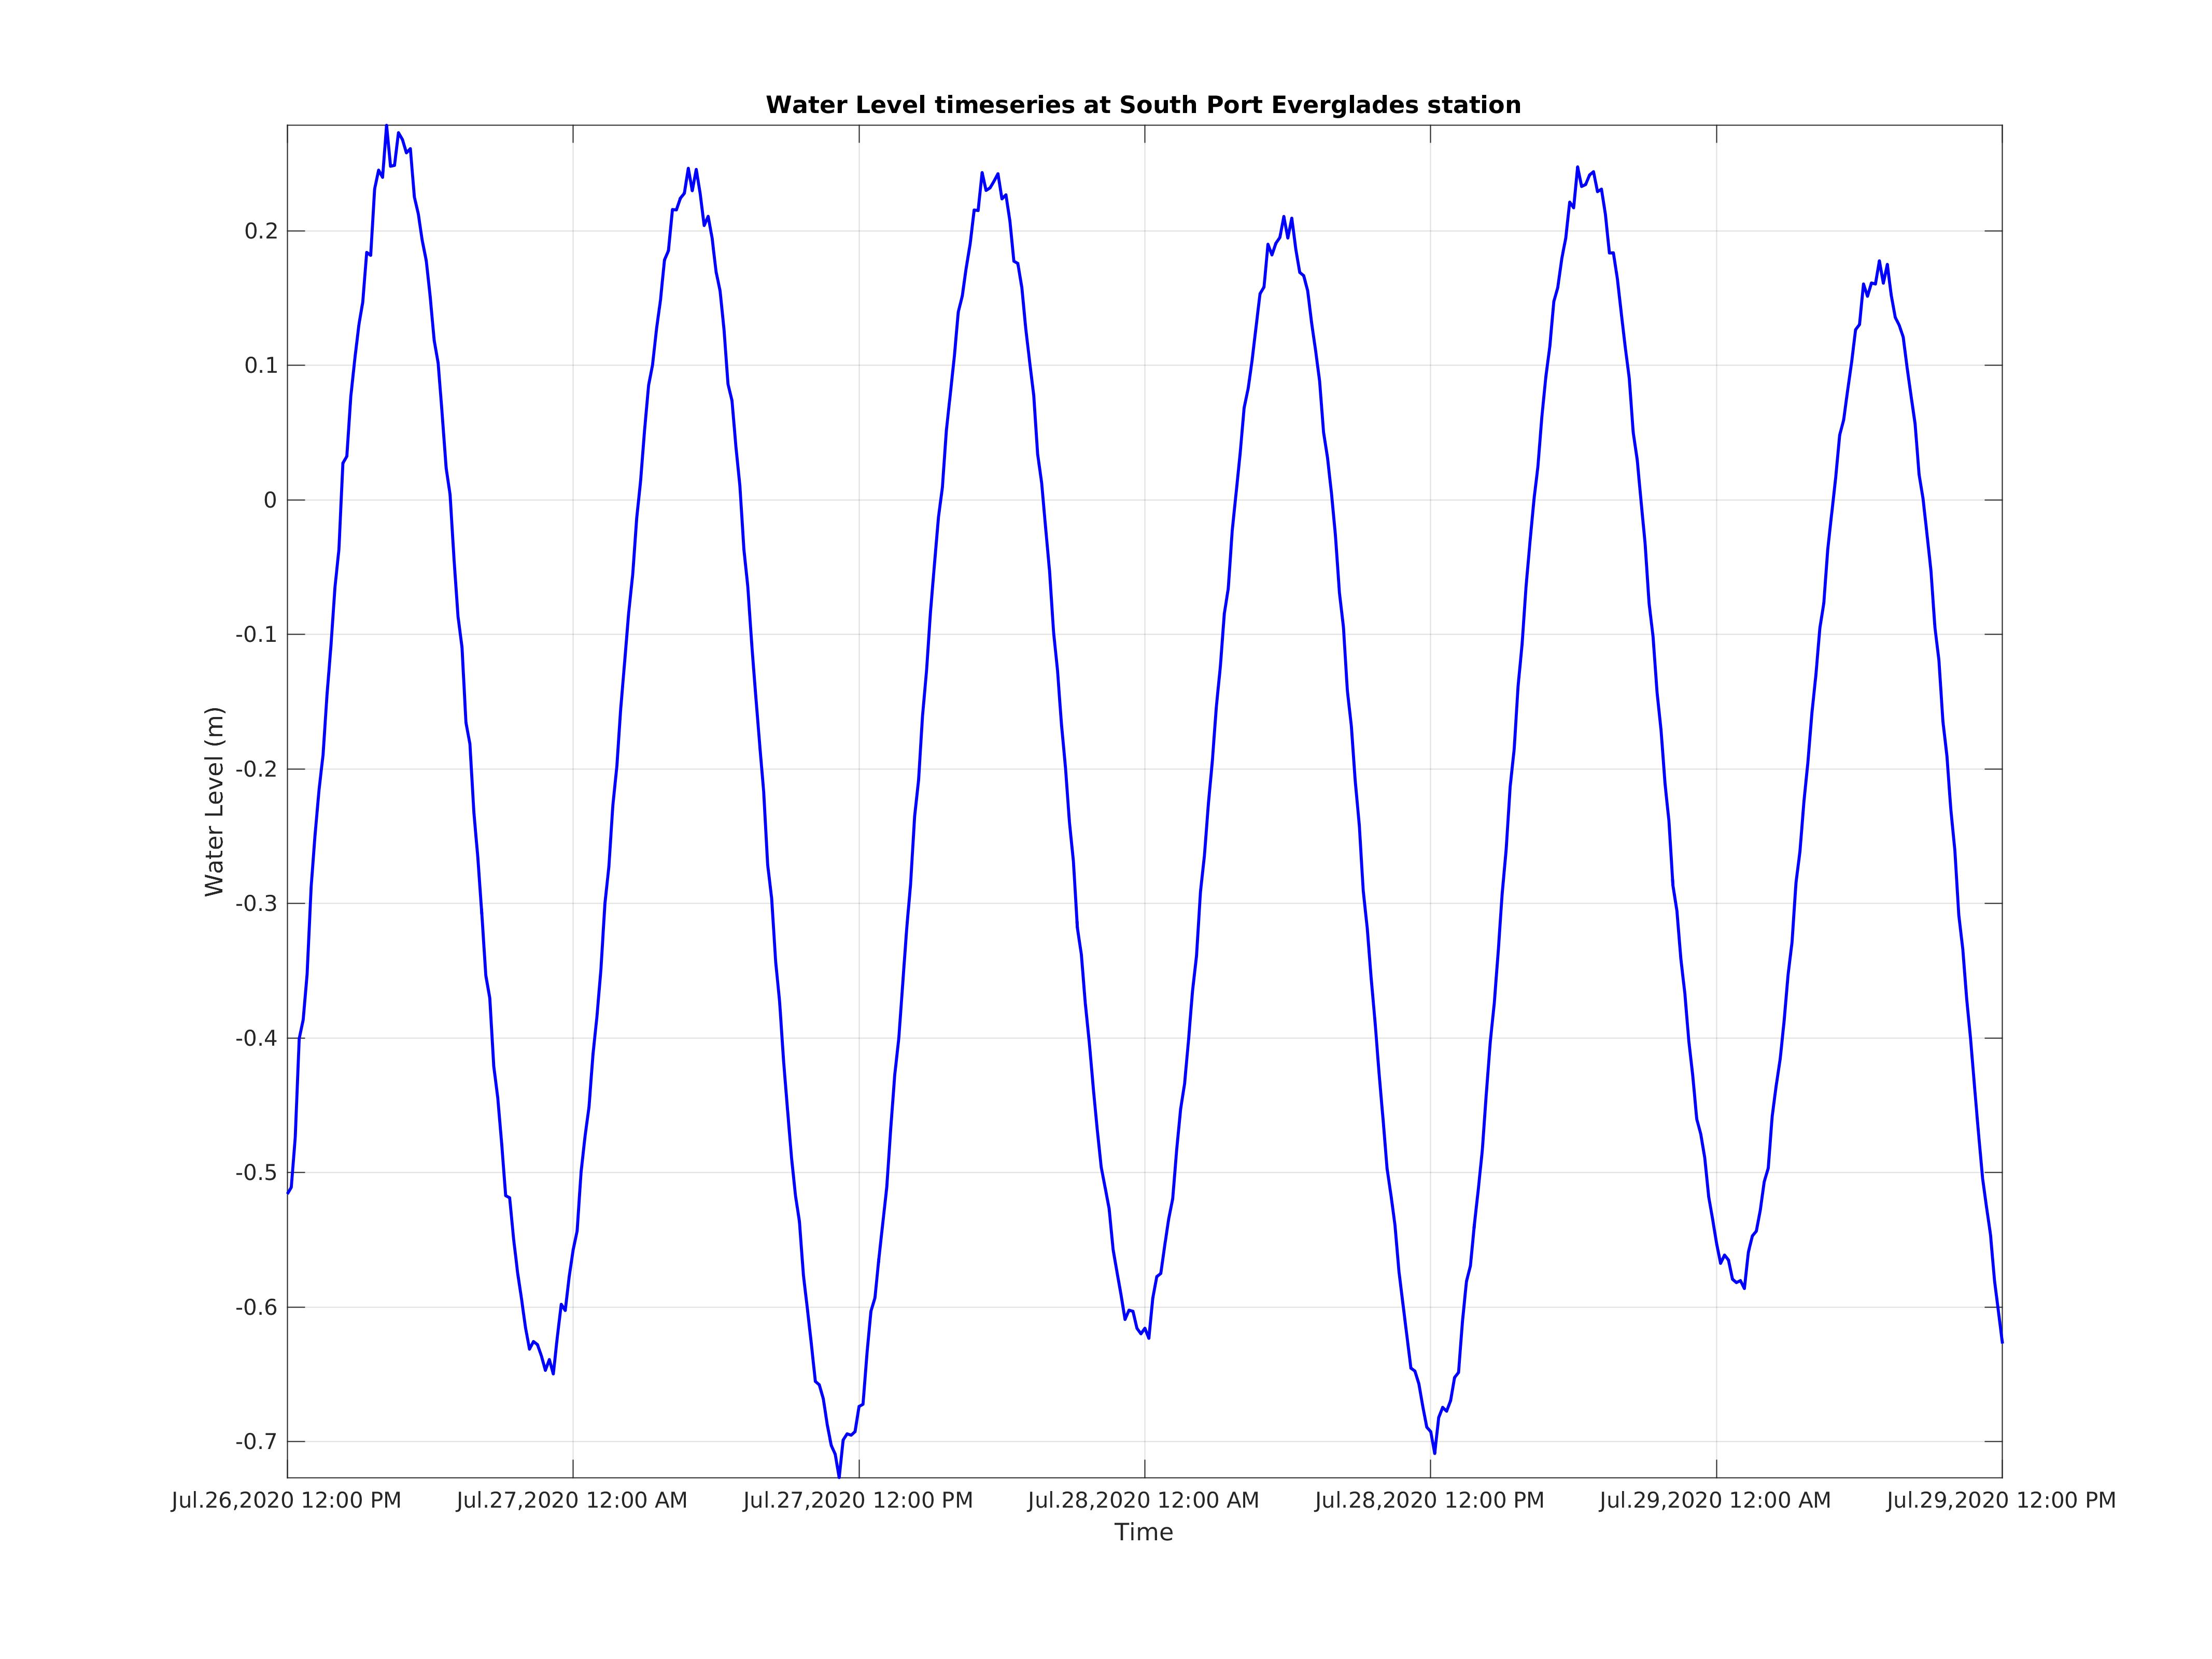 Water Level timeseries at South Port Everglades station
0.2
0.1
0
-0.1
-0.2
-0.3
-0.4
-0.5
-0.6
-0.7
Water Level (m)
Jul.26,2020 12:00 PM
Jul.27,2020 12:00 AM
Jul.27,2020 12:00 PM
Jul.28,2020 12:00 AM
Jul.28,2020 12:00 PM
Jul.29,2020 12:00 AM
Jul.29,2020 12:00 PM
Time